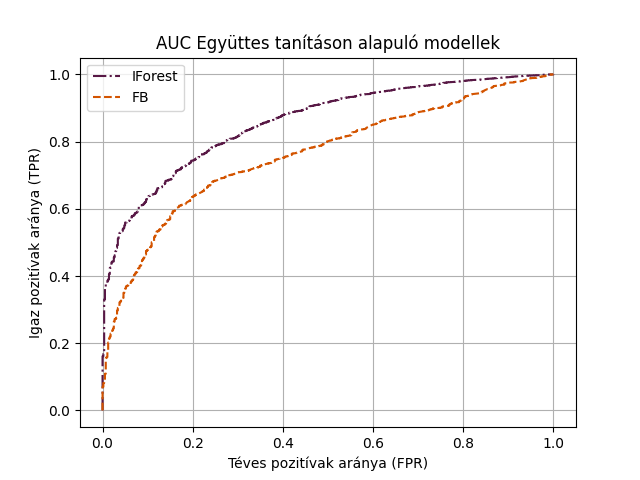 AUC Együttes tanításon alapuló modellek
IForest
FB
1.0
0.8
0.6
0.4
0.2
0.0
Igaz pozitívak aránya (TPR)
0.0 0.2 0.4 0.6 0.8 1.0
Téves pozitívak aránya (FPR)